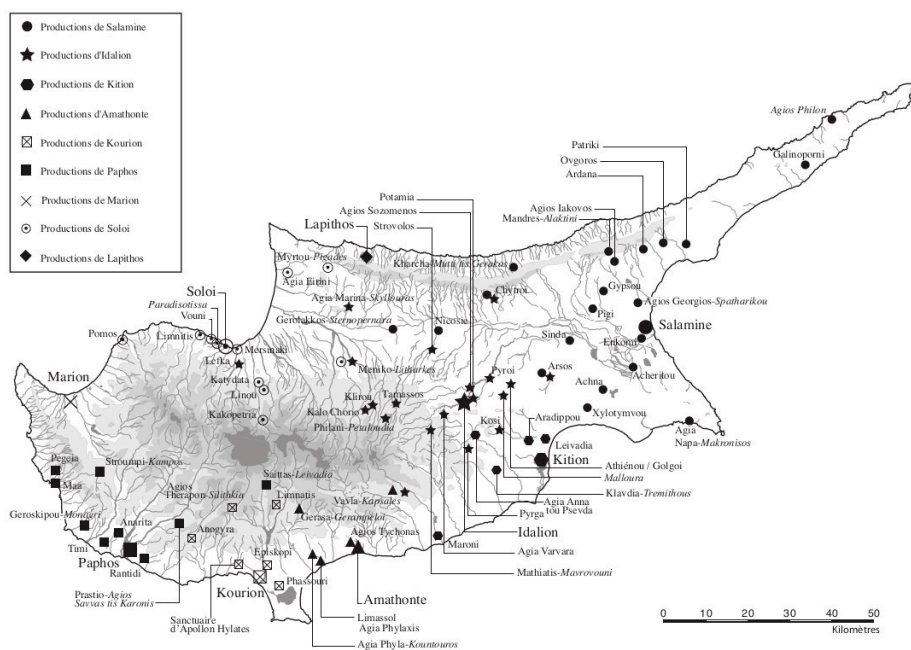 Productions de Salamine
Productions d'Idalion
Productions de Kition
Productions d'Amathonte
Productions de Kourion
Productions de Paphos
Productions de Marion
Productions de Soloi
Productions de Lapithos
Agios Philon
Galinoporni
Patriki
Ovgoros
Ardana
Agios Iakovos
Mandres-Alaktini
Potamia
Agios Sozomenos
Strovolos
Lapithos
Kharcha-Mutti tis Gerakas
Myrtou-Pigades
Agia Eirini
Soloi
Paradisotissa
Vouni
Limnitis
Pomos
Lefka
Mersinaki
Agia Marina-Skyllouras
Gerolakkos-Sternopernara
Nicosie
Chytroi
Gypsou
Agios Georgios-Spatharikou
Pigi
Salamine
Sinda
Enkomi
Acheritou
Marion
Katydata
Linou
Kakopetria
Meniko-Litharkes
Klirou
Tamassos
Kalo Chorio
Philani-Petaloudia
Pyroi
Arsos
Achna
Xylotymvou
Kosi
Aradippou
Agia
Napa-Makronisos
Leivadia
Kition
Athiénou / Golgoi
Malloura
Klavdia-Tremithous
Agia Anna
Pyrga tou Psevda
Idalion
Agia Varvara
Mathiatis-Mavrovouni
Pegeia
Maa
Stroumpi-Kampos
Geroskipou-Monagri
Timi
Anarita
Paphos
Rantidi
Prastio-Agios
Savvas tis Karonis
Agios
Therapon-Silithkia
Saittas-Leivadia
Limnatis
Anogyra
Gerasa-Gerampeloi
Vavla-Kapsales
Agios Tychonas
Maroni
Episkopi
Kourion
Phassouri
Sanctuaire
d'Apollon Hylates
Amathonte
Limassol
Agia Phylaxis
Agia Phyla-Kountouros
0 10 20 30 40 50
Kilomètres